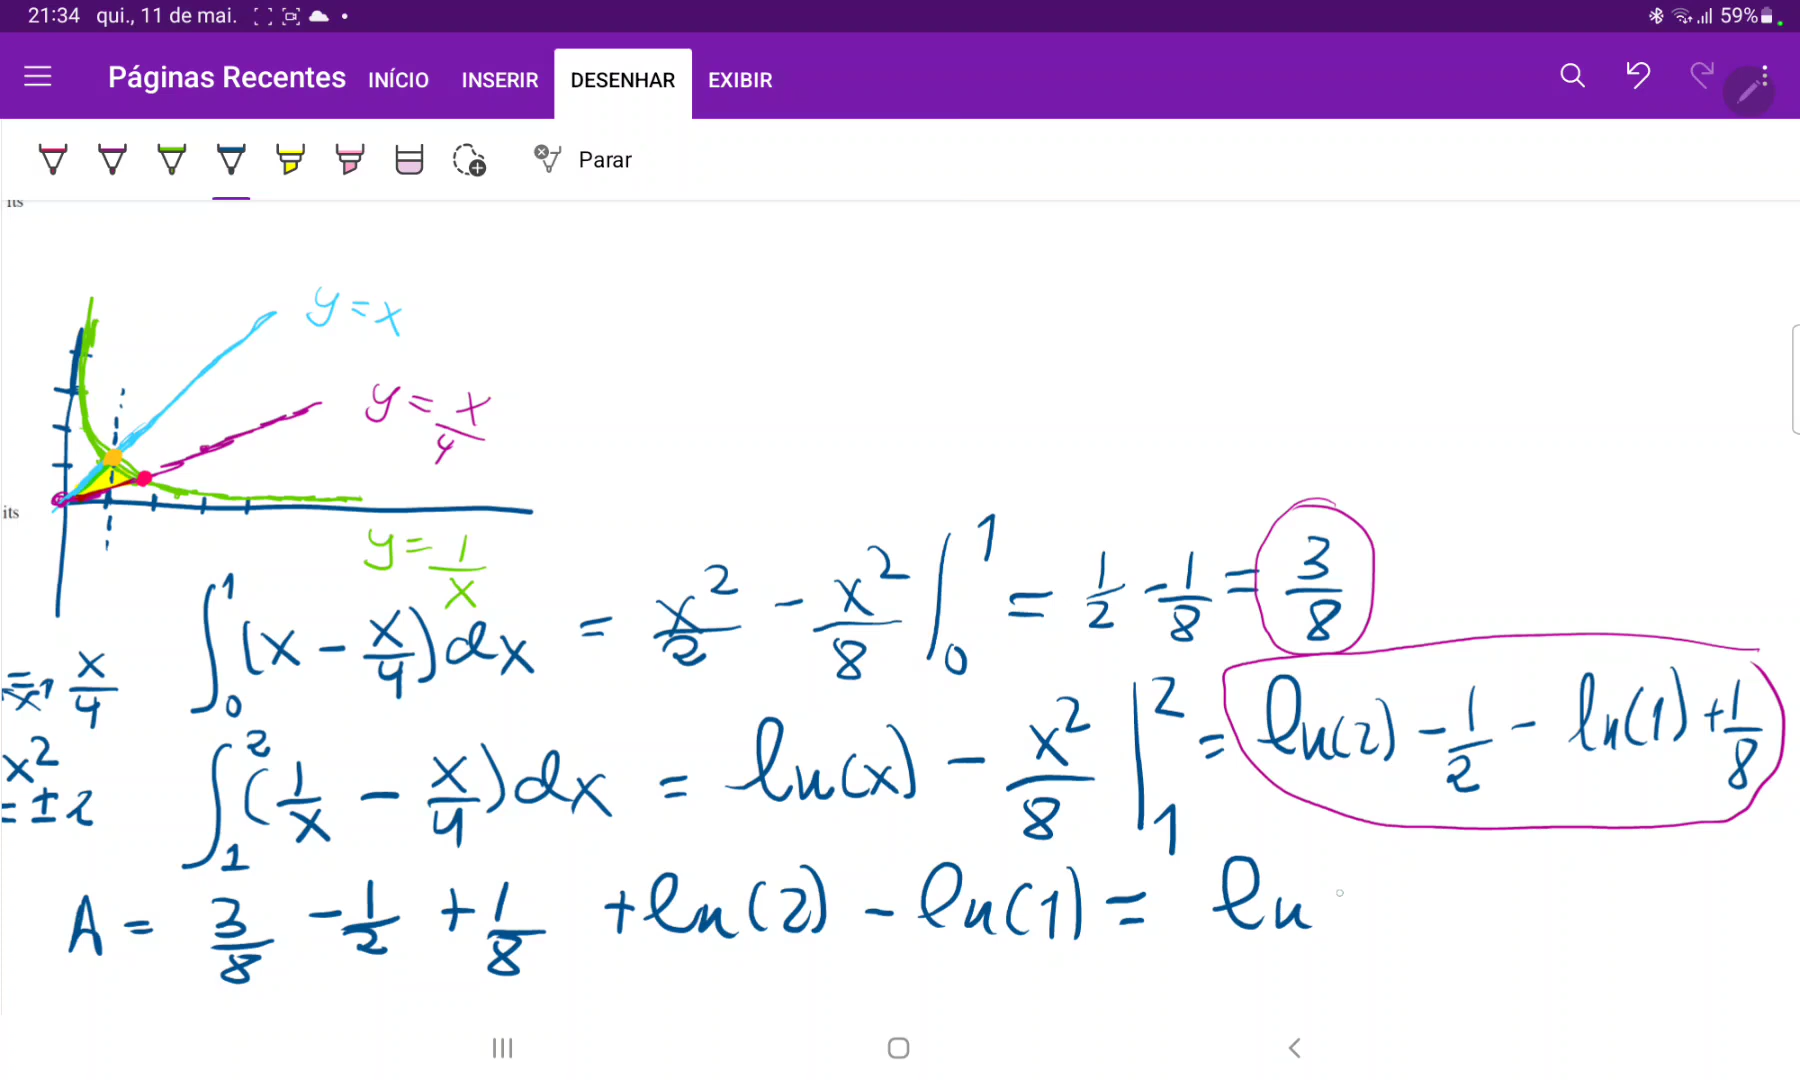 21:34 qui., 11 de mai. 59%
Páginas Recentes INÍCIO INSERIR DESENHAR EXIBIR
Parar
its
y = x
y = x/4
its
y = 1/x
∫₀¹ (x - x/4) dx = x²/2 - x²/8 |₀¹ = 1/2 - 1/8 = 3/8
x/4
∫₁² (1/x - x/4) dx = ln(x) - x²/8 |₁² = ln(2) - 1/2 - ln(1) + 1/8
x²
= ±2
A = 3/8 - 1/2 + 1/8 + ln(2) - ln(1) = ln